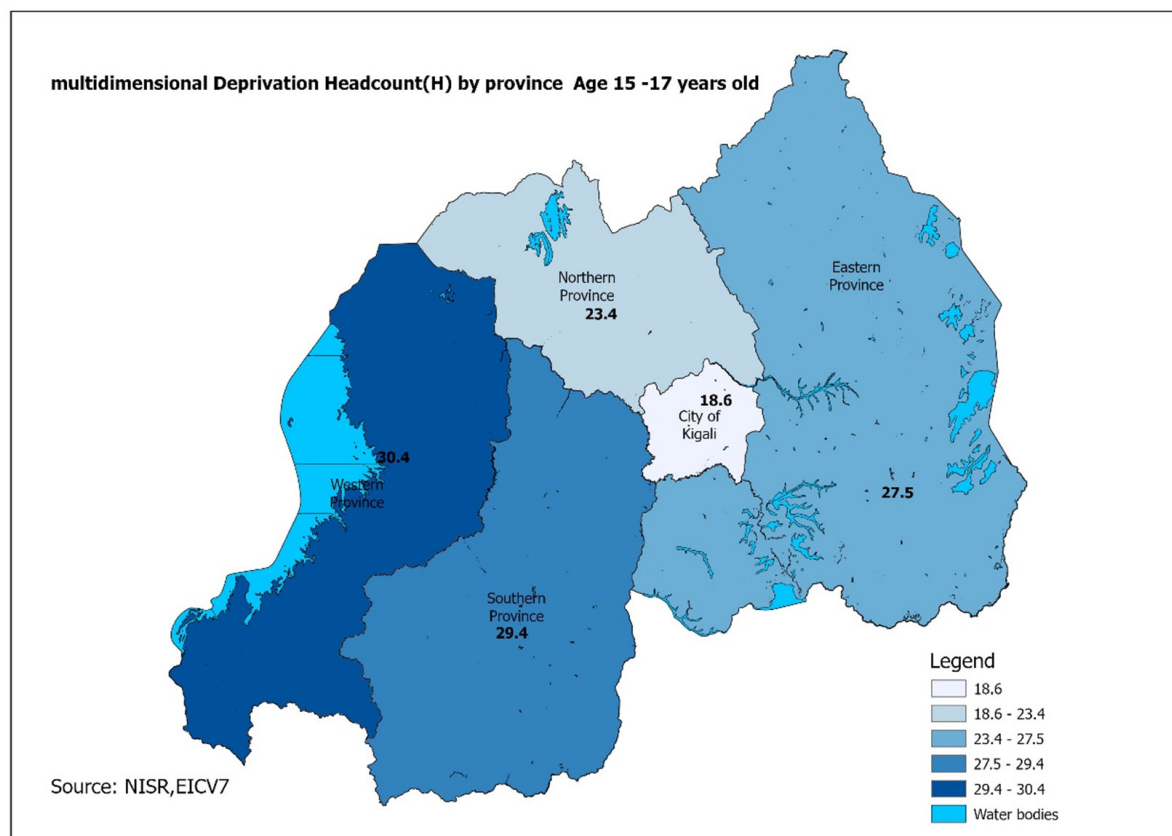 multidimensional Deprivation Headcount(H) by province  Age 15 -17 years old
Northern
Province
23.4
Eastern
Province
18.6
City of
Kigali
30.4
Western
Province
27.5
Southern
Province
29.4
Legend
18.6
18.6 - 23.4
23.4 - 27.5
27.5 - 29.4
29.4 - 30.4
Water bodies
Source: NISR,EICV7